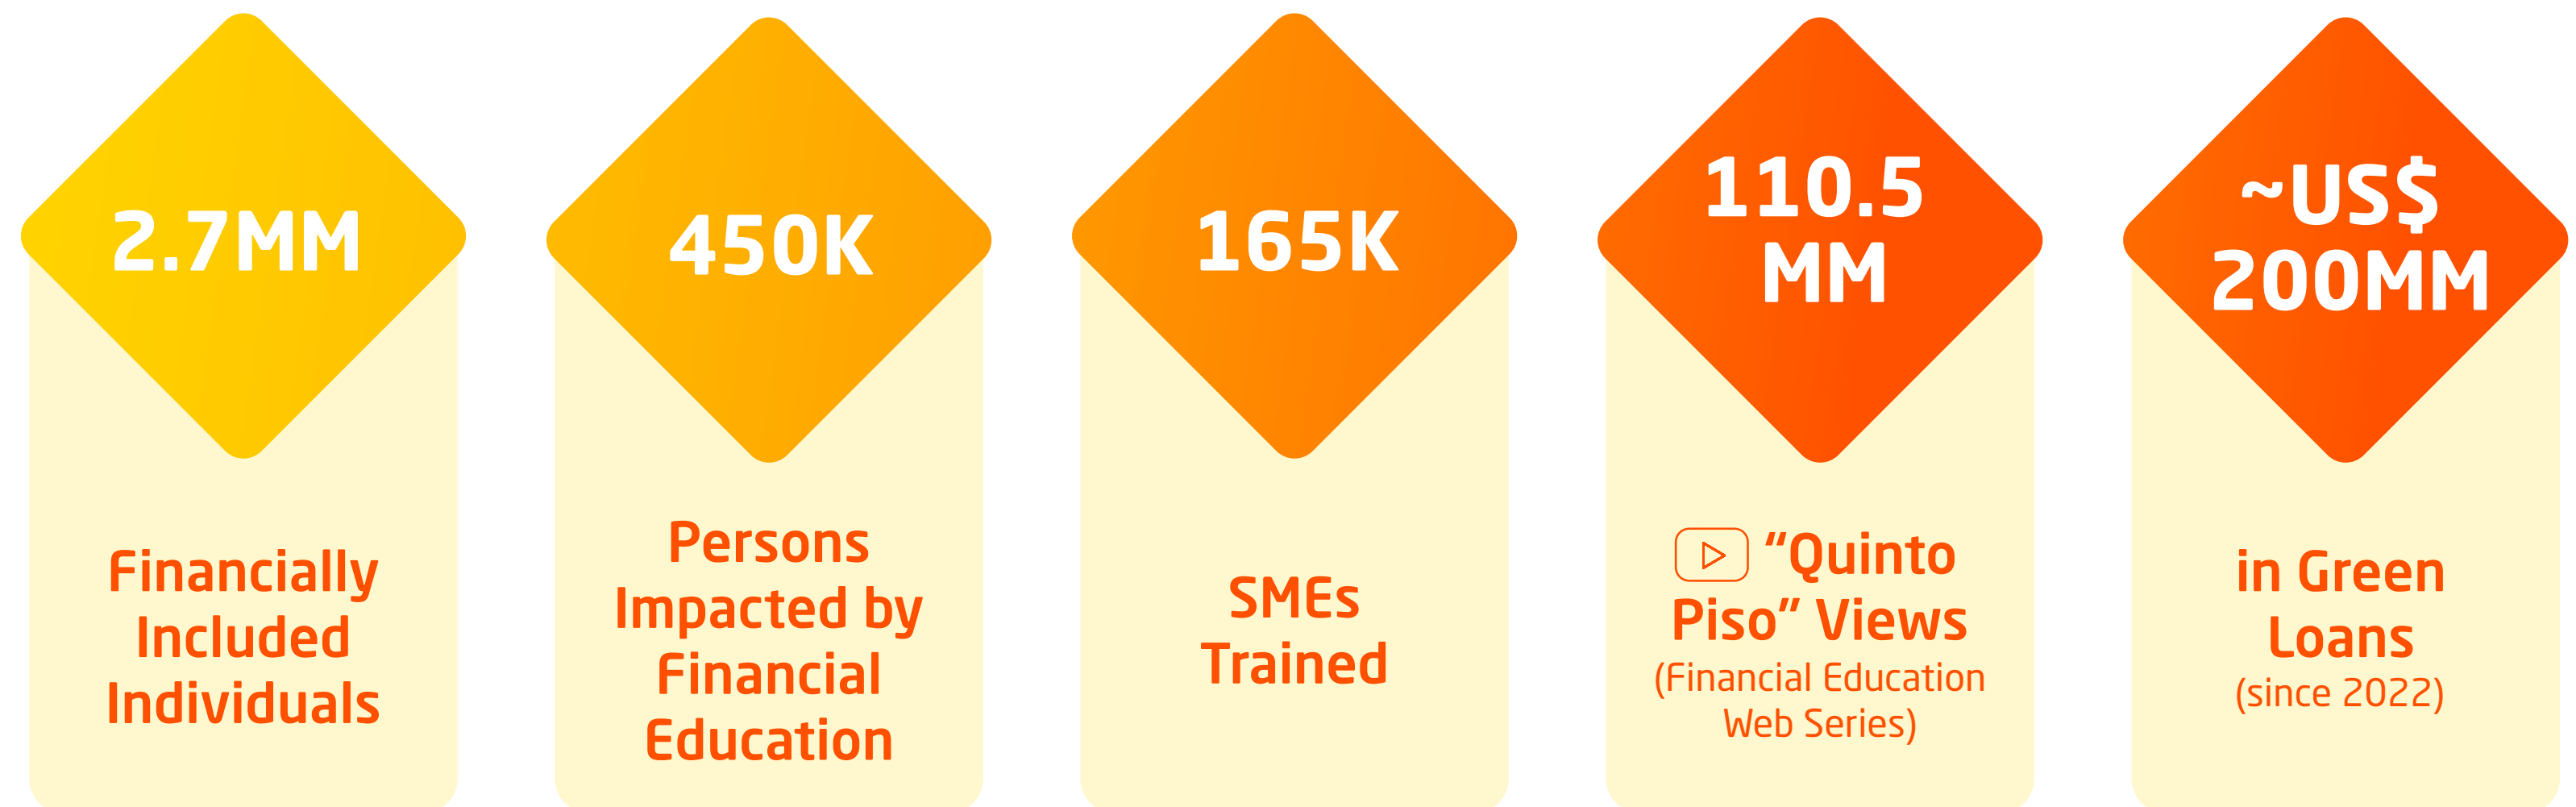 2.7MM
Financially
Included
Individuals
450K
Persons
Impacted by
Financial
Education
165K
SMEs
Trained
110.5
MM
“Quinto
Piso” Views
(Financial Education
Web Series)
~US$
200MM
in Green
Loans
(since 2022)